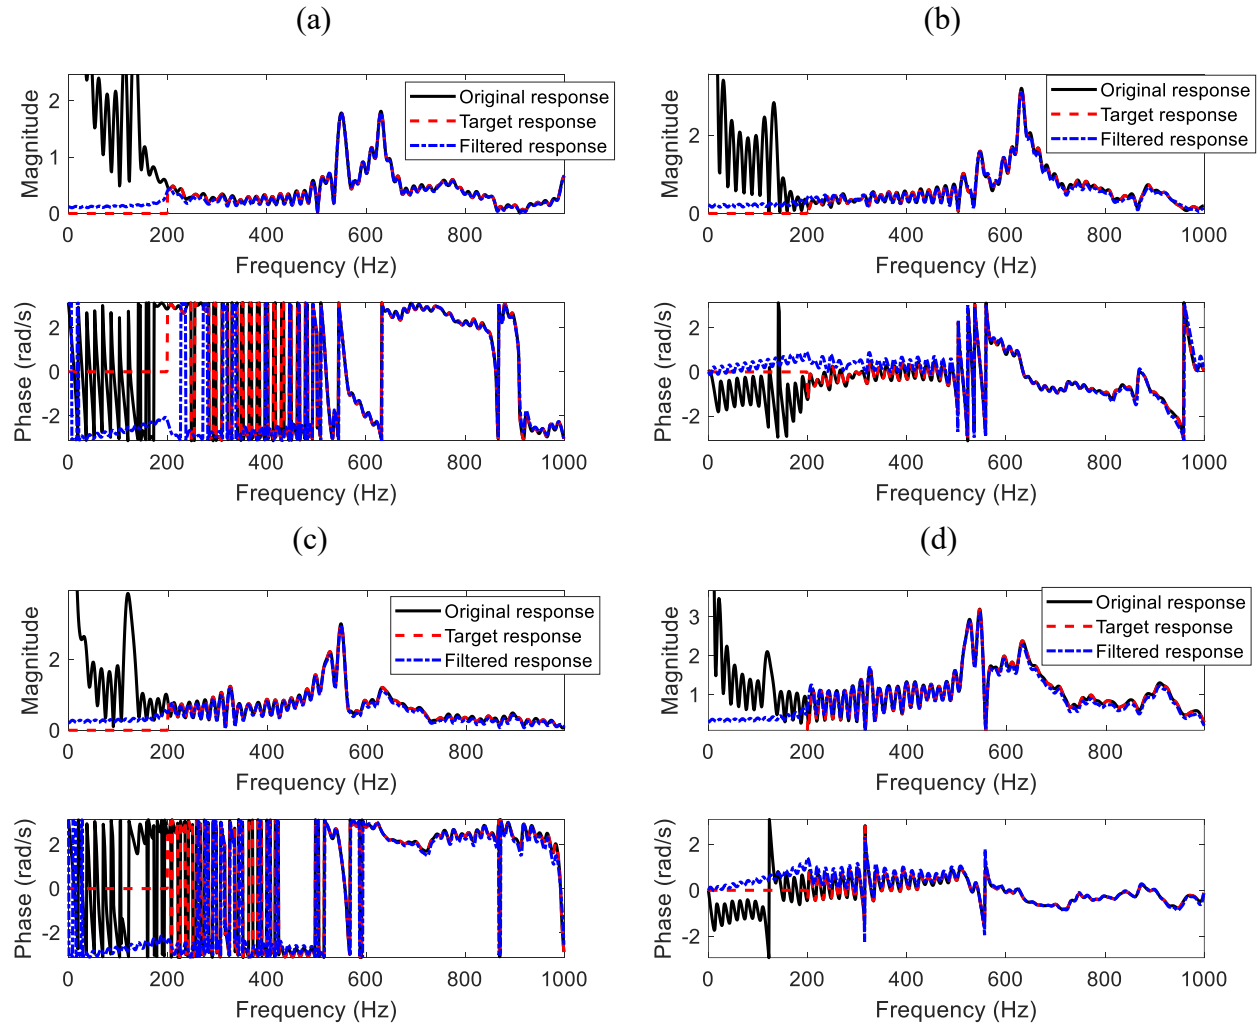 (a)
Magnitude
2
1
0
Original response
Target response
Filtered response
0 200 400 600 800
Frequency (Hz)
Phase (rad/s)
2
0
-2
0 200 400 600 800 1000
Frequency (Hz)
(b)
Magnitude
2
0
Original response
Target response
Filtered response
0 200 400 600 800 1000
Frequency (Hz)
Phase (rad/s)
2
0
-2
0 200 400 600 800 1000
Frequency (Hz)
(c)
Magnitude
2
0
Original response
Target response
Filtered response
0 200 400 600 800
Frequency (Hz)
Phase (rad/s)
2
0
-2
0 200 400 600 800 1000
Frequency (Hz)
(d)
Magnitude
3
2
1
Original response
Target response
Filtered response
0 200 400 600 800 1000
Frequency (Hz)
Phase (rad/s)
2
0
-2
0 200 400 600 800 1000
Frequency (Hz)